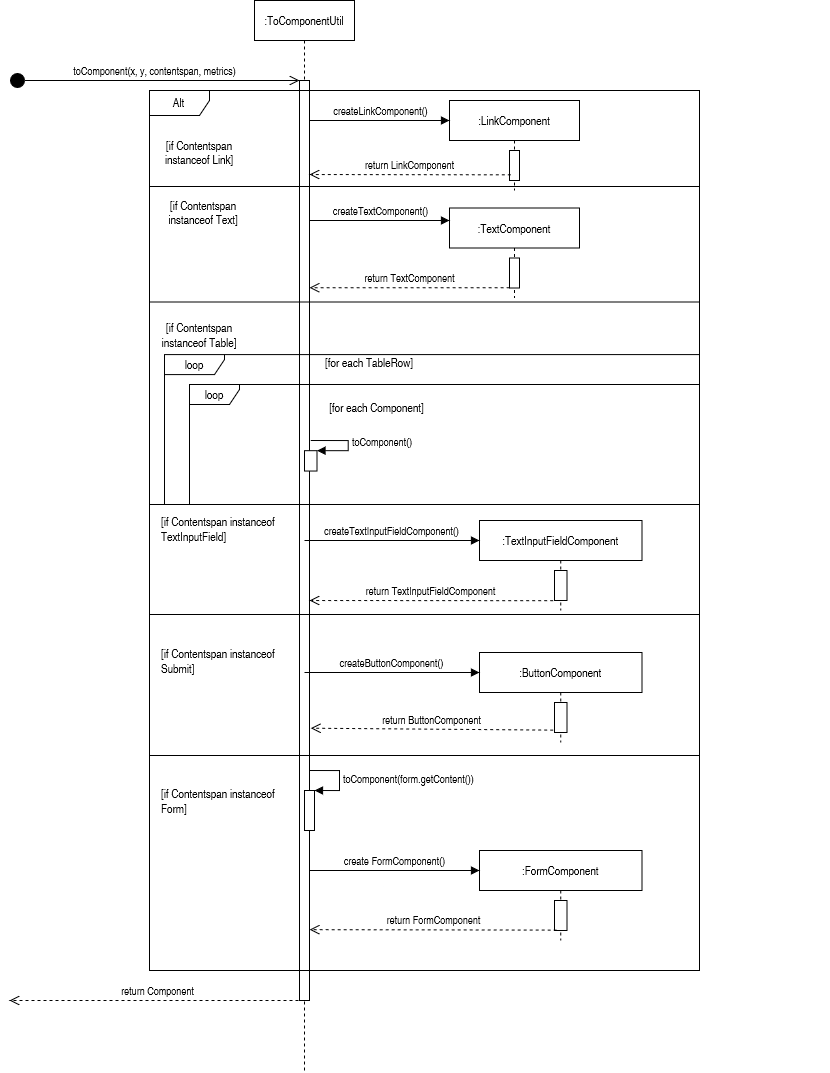 :ToComponentUtil
toComponent(x, y, contentspan, metrics)
Alt
createLinkComponent()
:LinkComponent
[if Contentspan
instanceof Link]
return LinkComponent
[if Contentspan
instanceof Text]
createTextComponent()
:TextComponent
return TextComponent
[if Contentspan
instanceof Table]
loop
[for each TableRow]
loop
[for each Component]
toComponent()
[if Contentspan instanceof
TextInputField]
createTextInputFieldComponent()
:TextInputFieldComponent
return TextInputFieldComponent
[if Contentspan instanceof
Submit]
createButtonComponent()
:ButtonComponent
return ButtonComponent
toComponent(form.getContent())
[if Contentspan instanceof
Form]
create FormComponent()
:FormComponent
return FormComponent
return Component